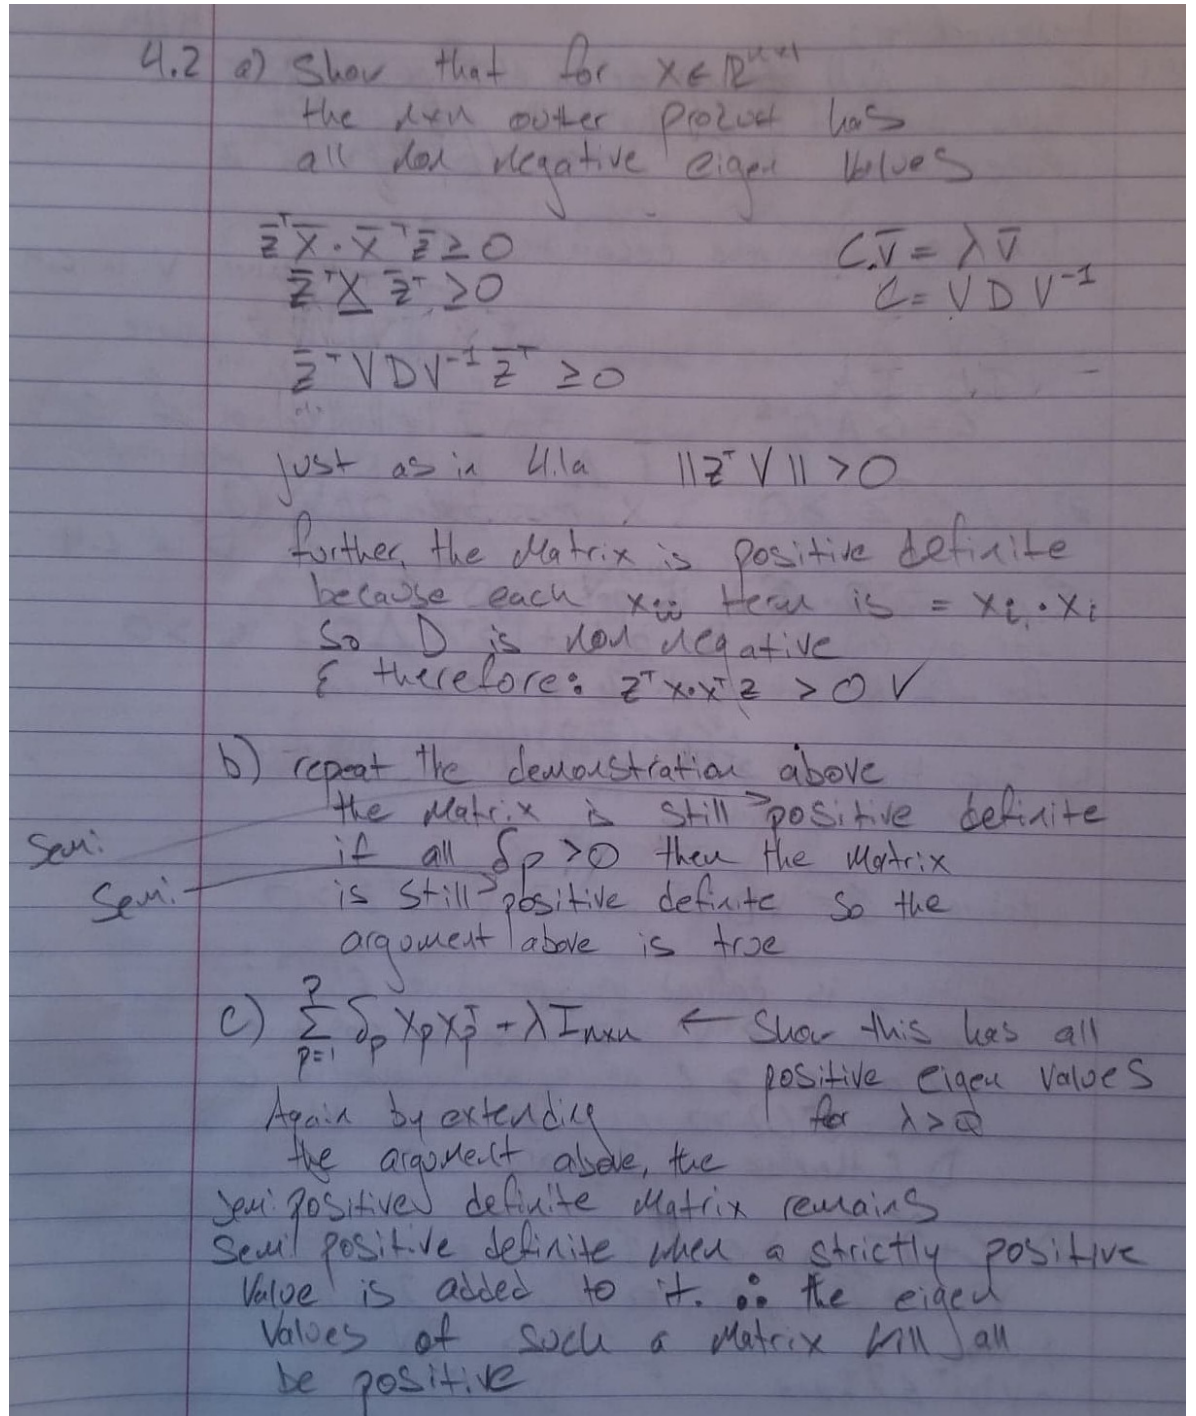 4.2 a) Show that for x ∈ ℝⁿˣ¹
the nxn outter product has
all non negative eigen values
z̄ᵀx̄·x̄ᵀz̄ ≥ 0 C.v̄ = λv̄
z̄ᵀX z̄ᵀ ≥ 0 C = VDV⁻¹
z̄ᵀVDV⁻¹z̄ᵀ ≥ 0
just as in 4.1a ||zᵀV|| > 0
further, the Matrix is positive definite
because each xᵢᵢ term is = xᵢ·xᵢ
so D is non negative
& therefore: zᵀx·xᵀz > 0 ✓
b) repeat the demonstration above
the Matrix is still > positive definite
Semi
if all δp > 0 then the Matrix
Semi
is still > positive definite so the
argument above is true
c) Σ_{p=1}^{P} δp xp xpᵀ + λIₙₓₙ ← Show this has all
positive eigen values
Again by extending for λ > 0
the argument above, the
semi positive definite Matrix remains
semi positive definite when a strictly positive
value is added to it. ∴ the eigen
values of such a Matrix will all
be positive